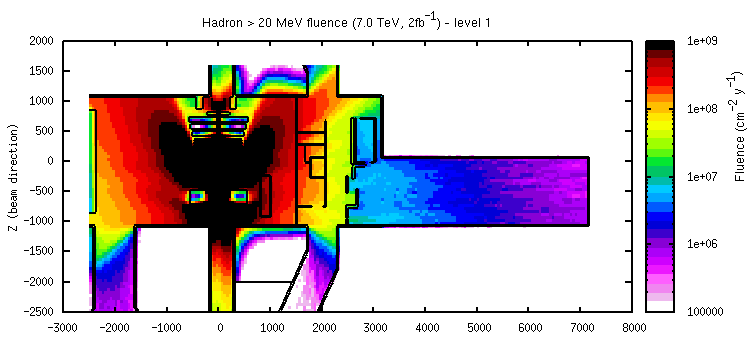 Hadron > 20 MeV fluence (7.0 TeV, 2fb⁻¹) - level 1
2000
1500
1000
500
0
-500
-1000
-1500
-2000
-2500
Z (beam direction)
-3000 -2000 -1000 0 1000 2000 3000 4000 5000 6000 7000 8000
1e+09
1e+08
1e+07
1e+06
100000
Fluence (cm⁻² y⁻¹)